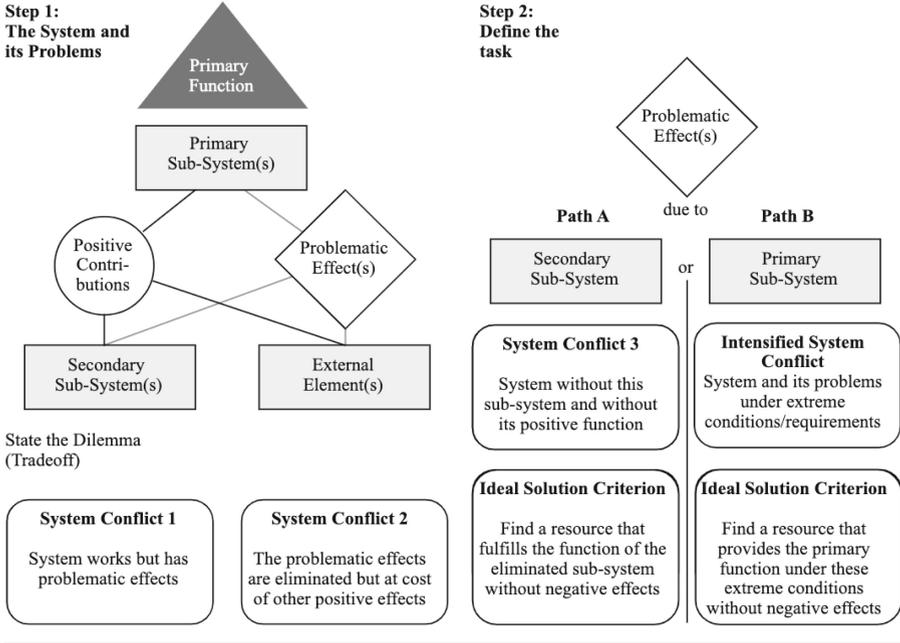 Step 1:
The System and
its Problems
Primary
Function
Primary
Sub-System(s)
Positive
Contri-
butions
Problematic
Effect(s)
Secondary
Sub-System(s)
External
Element(s)
State the Dilemma
(Tradeoff)
System Conflict 1
System works but has
problematic effects
System Conflict 2
The problematic effects
are eliminated but at cost
of other positive effects
Step 2:
Define the
task
Problematic
Effect(s)
due to
Path A
Secondary
Sub-System
or
Path B
Primary
Sub-System
System Conflict 3
System without this
sub-system and without
its positive function
Intensified System
Conflict
System and its problems
under extreme
conditions/requirements
Ideal Solution Criterion
Find a resource that
fulfills the function of the
eliminated sub-system
without negative effects
Ideal Solution Criterion
Find a resource that
provides the primary
function under these
extreme conditions
without negative effects